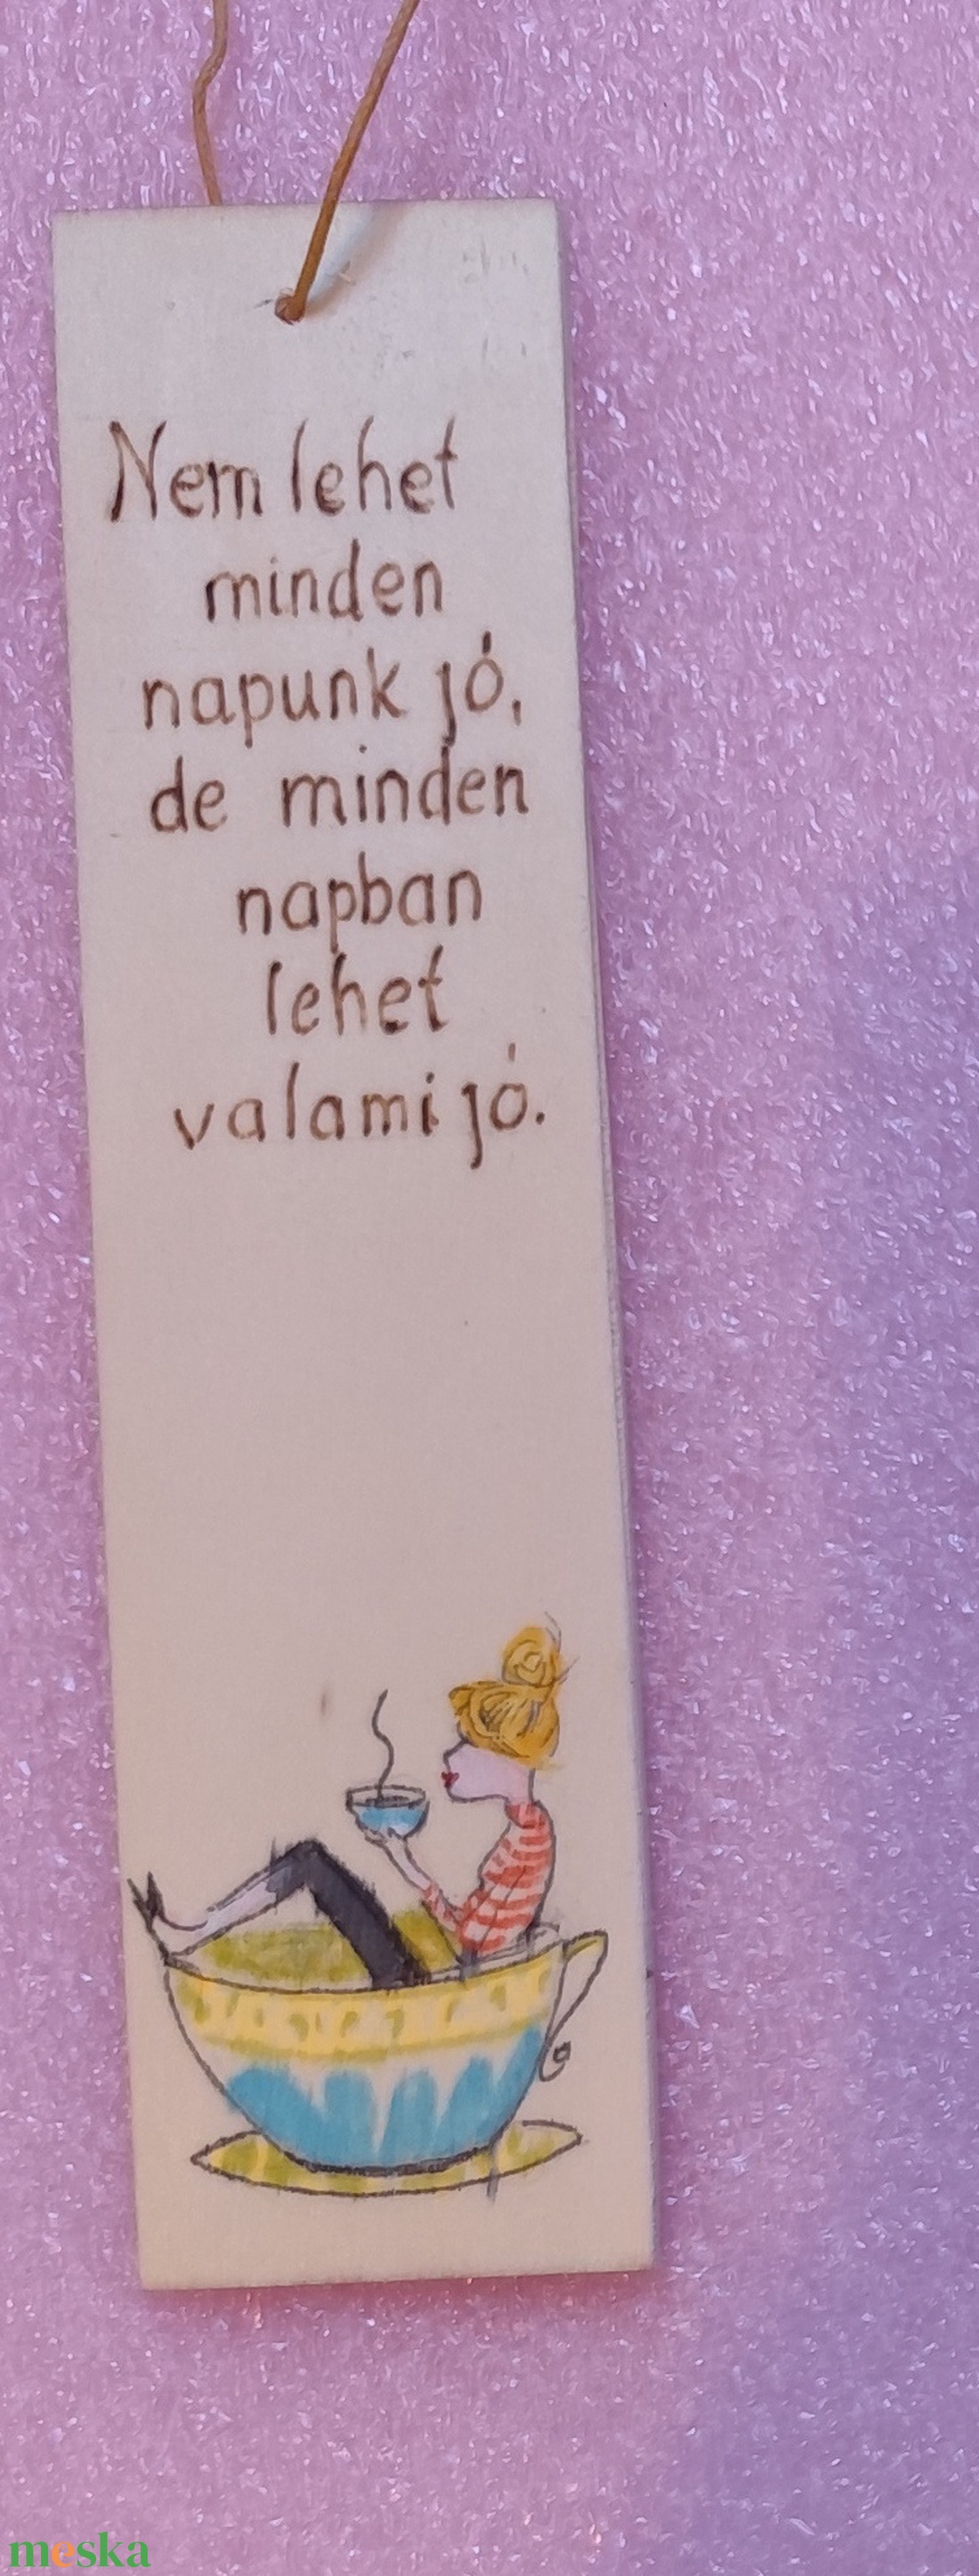 Nem lehet
minden
napunk jó,
de minden
napban
lehet
valami jó.
meska